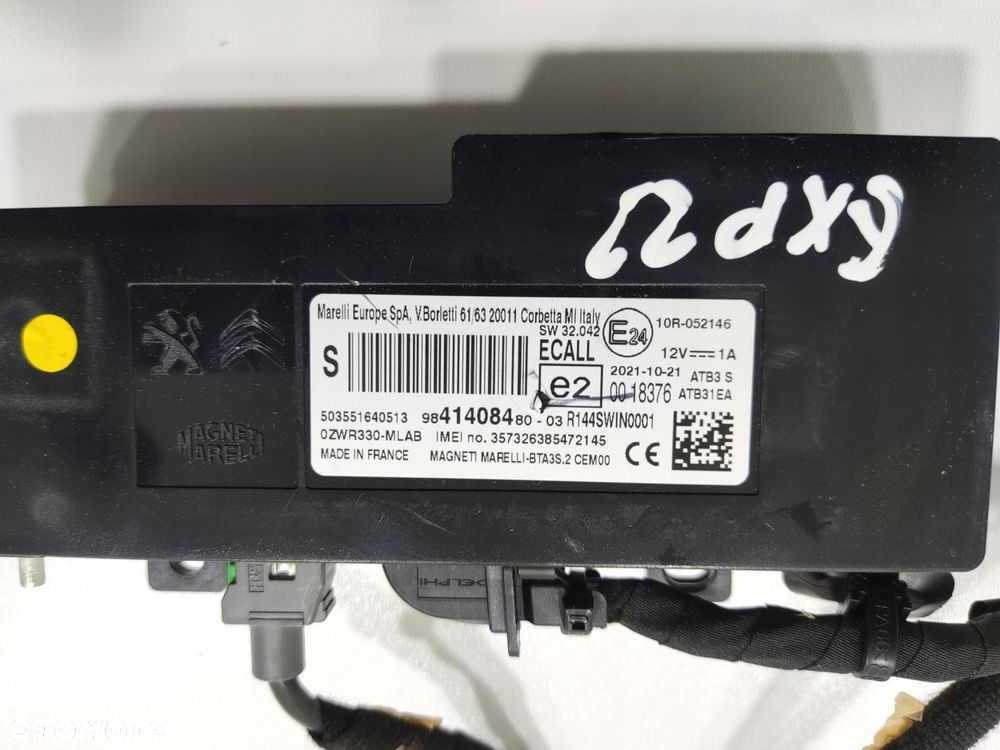 Marelli Europe SpA, V.Borletti 61/63 20011 Corbetta MI Italy
SW 32.042
E24
10R-052146
S
ECALL
12V 1A
e2
2021-10-21 ATB3 S
00 18376 ATB31EA
503551640513 9841408480-03 R144SWIN0001
0ZWR330-MLAB IMEI no. 357326385472145
MADE IN FRANCE MAGNETI MARELLI-BTA3S.2 CEM00
CE
MAGNETI
MARELLI
HRS
DELPHI
OTOMOTO